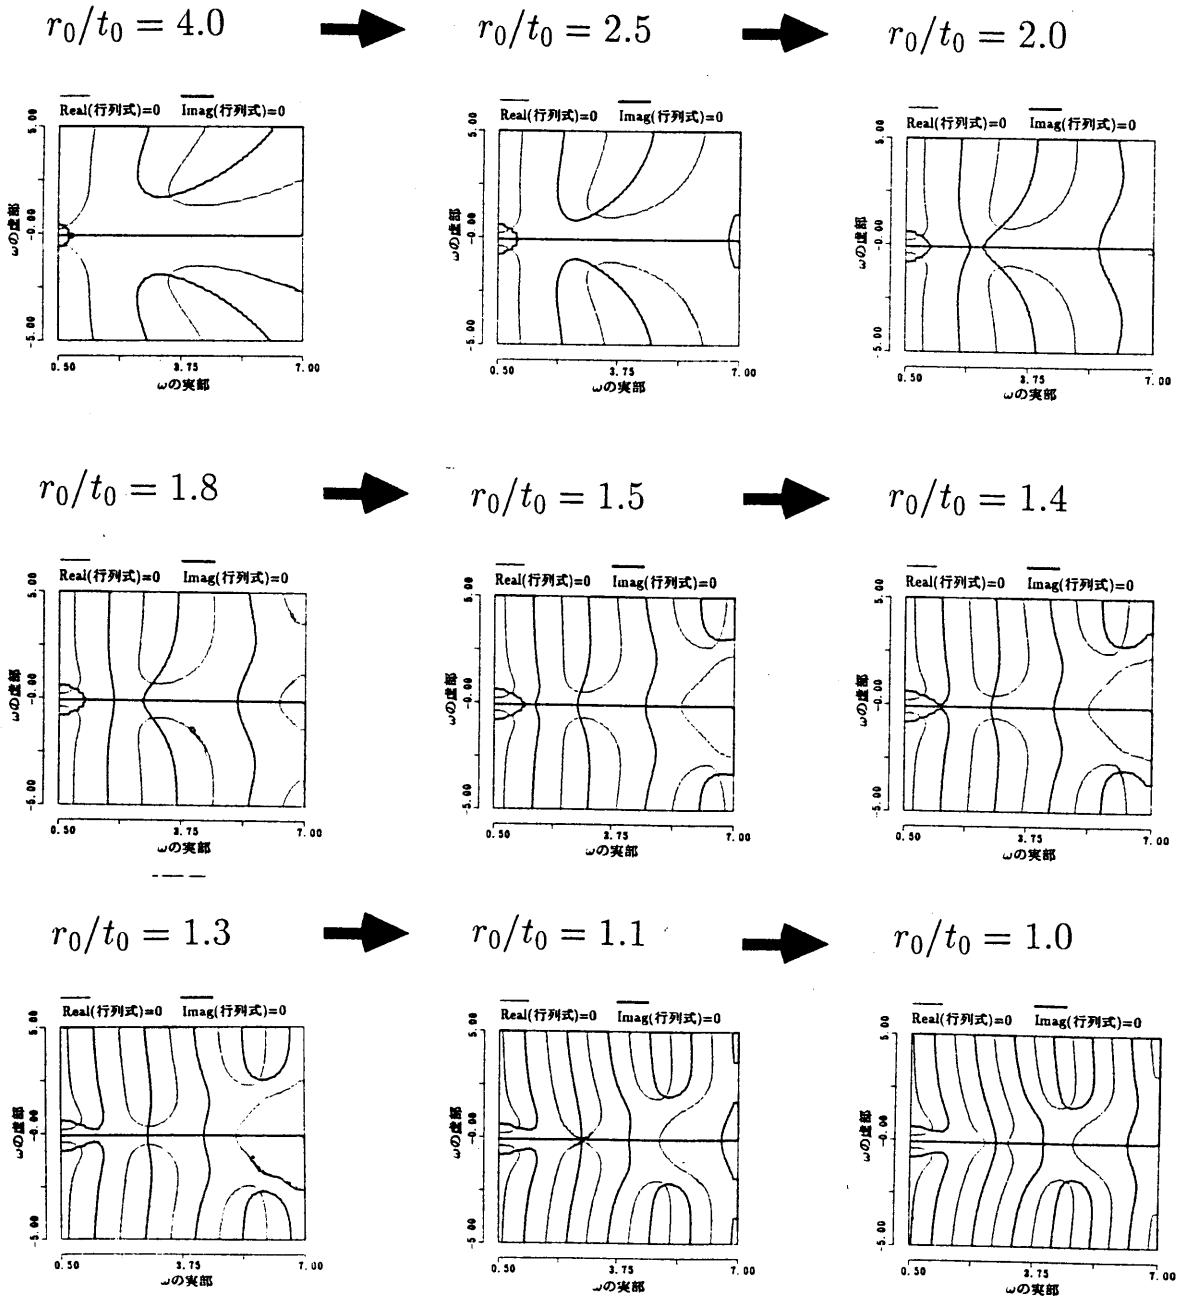 r₀/t₀ = 4.0
r₀/t₀ = 2.5
r₀/t₀ = 2.0
Real(行列式)=0 Imag(行列式)=0
5.00
-0.00
-5.00
ωの虚部
0.50 3.75 7.00
ωの実部
Real(行列式)=0 Imag(行列式)=0
5.00
-0.00
-5.00
ωの虚部
0.50 3.75 7.00
ωの実部
Real(行列式)=0 Imag(行列式)=0
5.00
-0.00
-5.00
ωの虚部
0.50 3.75 7.00
ωの実部
r₀/t₀ = 1.8
r₀/t₀ = 1.5
r₀/t₀ = 1.4
Real(行列式)=0 Imag(行列式)=0
5.00
-0.00
-5.00
ωの虚部
0.50 3.75 7.00
ωの実部
Real(行列式)=0 Imag(行列式)=0
5.00
-0.00
-5.00
ωの虚部
0.50 3.75 7.00
ωの実部
Real(行列式)=0 Imag(行列式)=0
5.00
-0.00
-5.00
ωの虚部
0.50 3.75 7.00
ωの実部
r₀/t₀ = 1.3
r₀/t₀ = 1.1
r₀/t₀ = 1.0
Real(行列式)=0 Imag(行列式)=0
5.00
-0.00
-5.00
ωの虚部
0.50 3.75 7.00
ωの実部
Real(行列式)=0 Imag(行列式)=0
5.00
-0.00
-5.00
ωの虚部
0.50 3.75 7.00
ωの実部
Real(行列式)=0 Imag(行列式)=0
5.00
-0.00
-5.00
ωの虚部
0.50 3.75 7.00
ωの実部